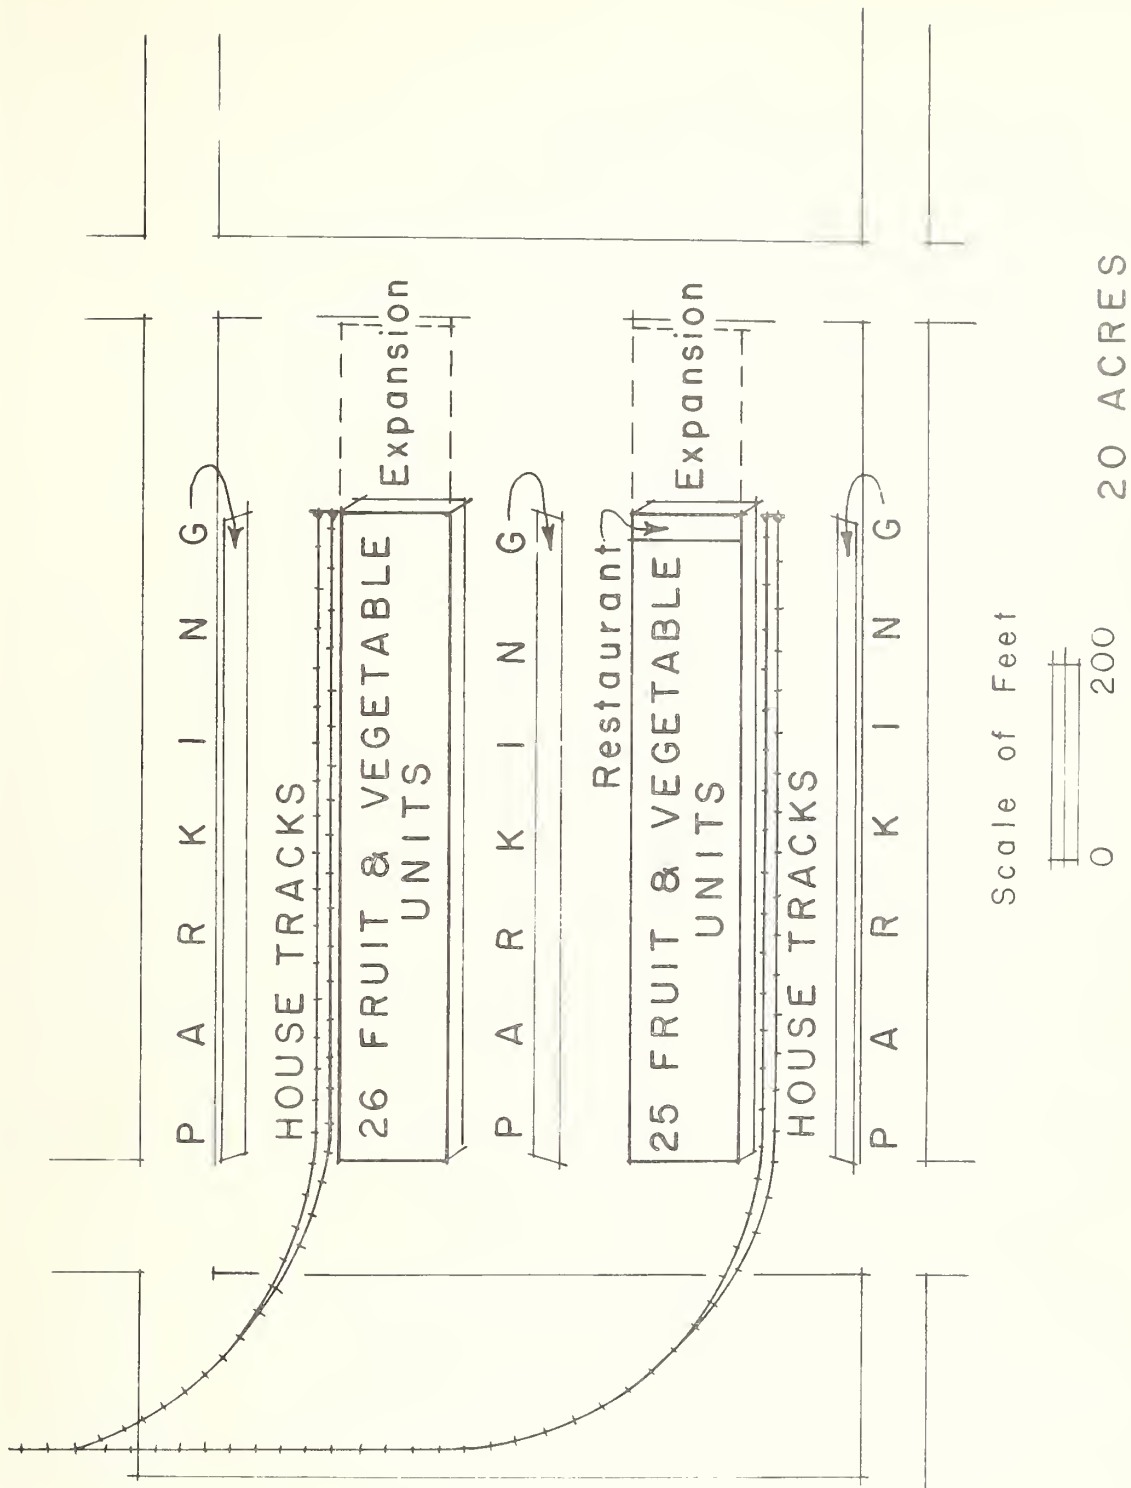 PARKING
HOUSE TRACKS
26 FRUIT & VEGETABLE
UNITS
Expansion
PARKING
Restaurant
25 FRUIT & VEGETABLE
UNITS
Expansion
HOUSE TRACKS
PARKING
Scale of Feet
0 200
20 ACRES